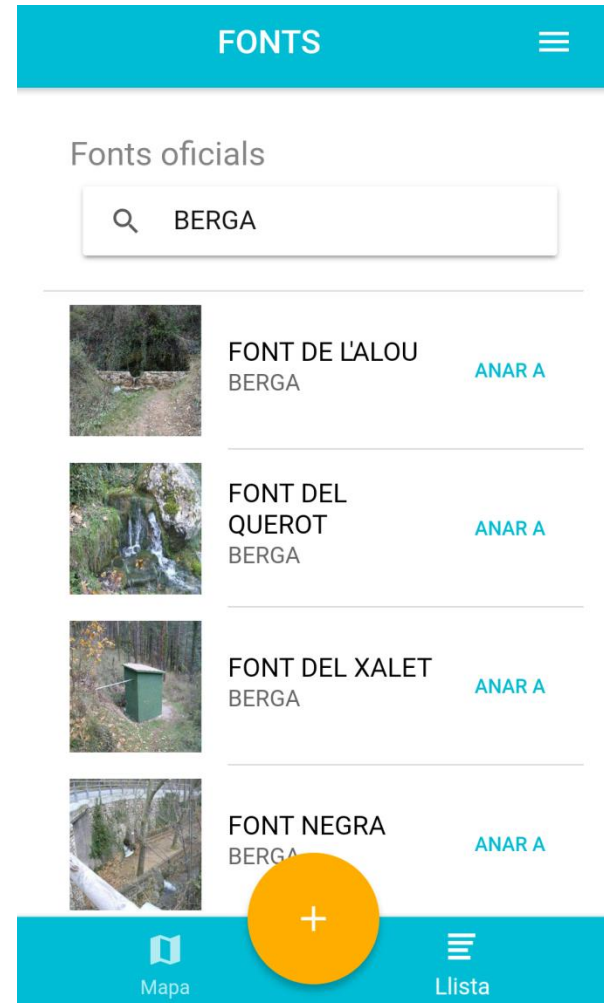 FONTS
Fonts oficials
BERGA
FONT DE L'ALOU
BERGA
ANAR A
FONT DEL
QUEROT
BERGA
ANAR A
FONT DEL XALET
BERGA
ANAR A
FONT NEGRA
BERGA
ANAR A
+
Mapa
Llista